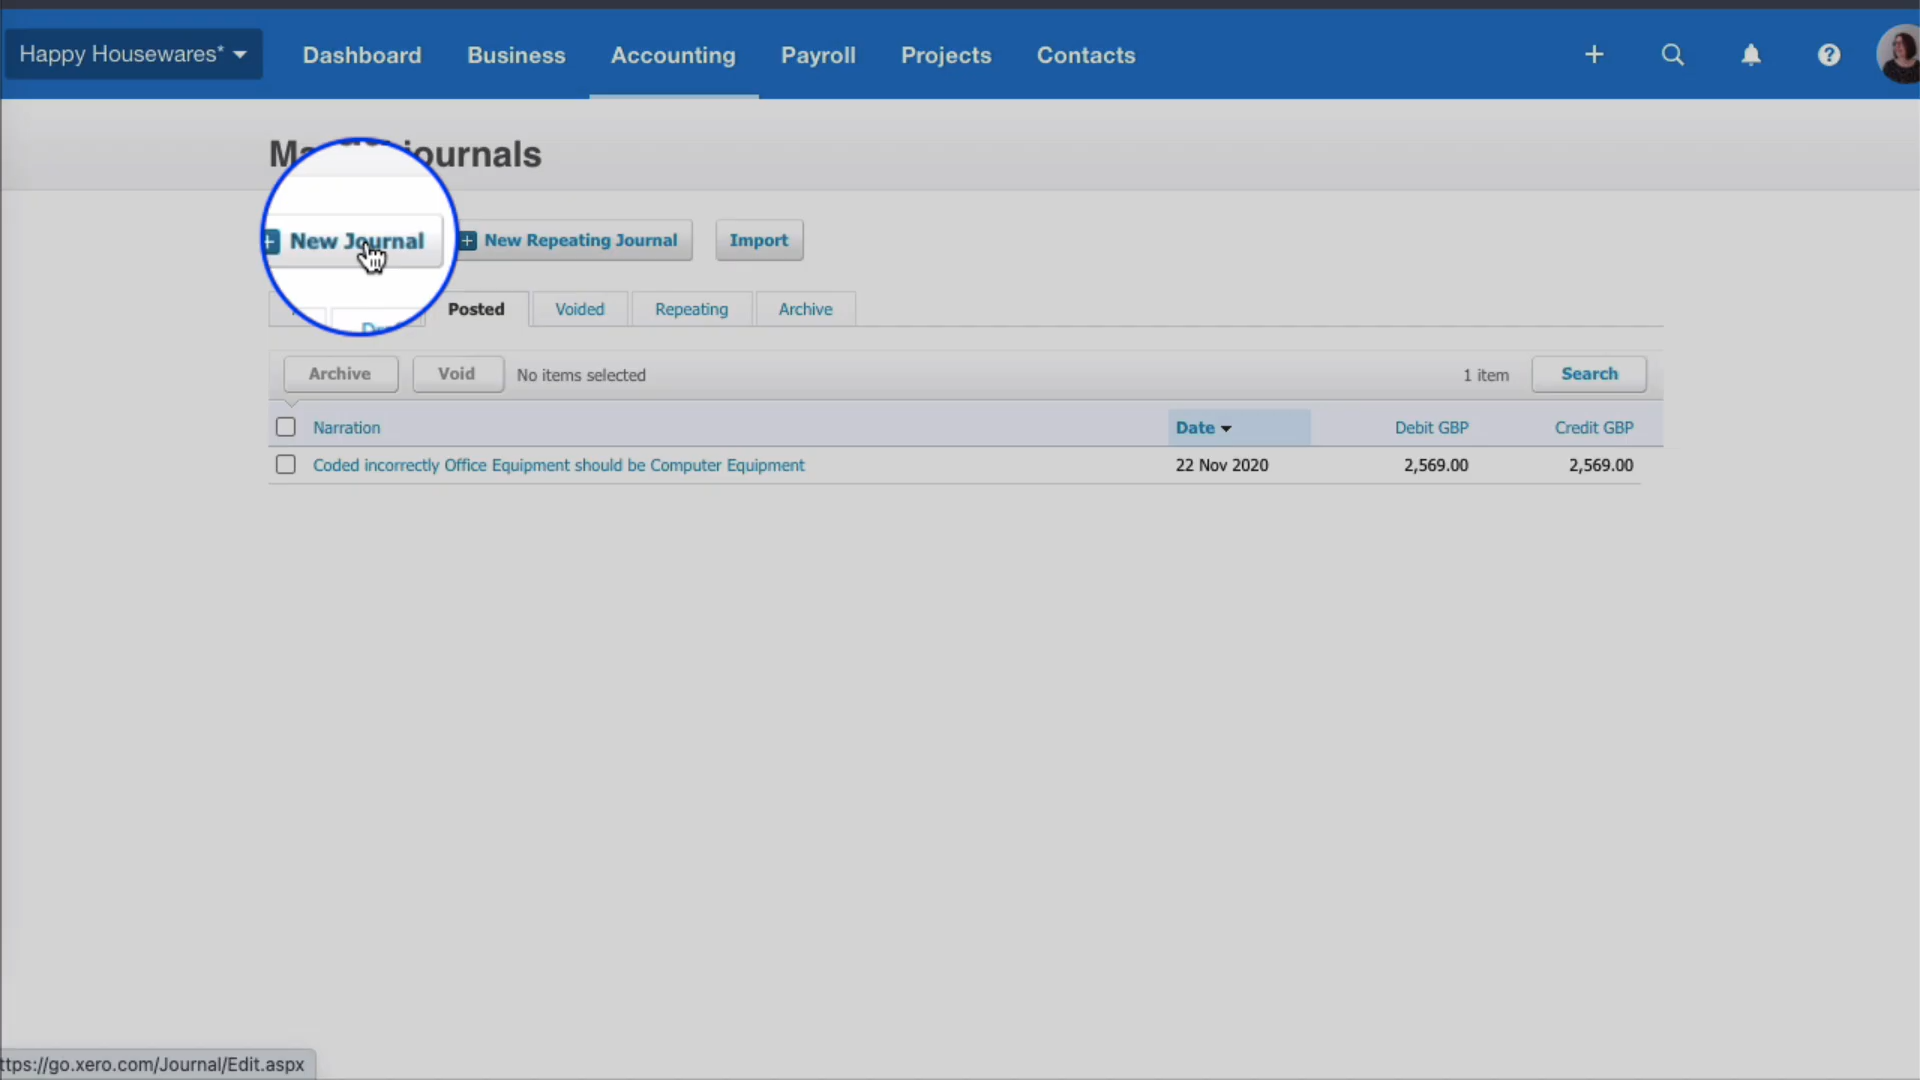 Happy Housewares*
Dashboard
Business
Accounting
Payroll
Projects
Contacts
journals
New Journal
New Repeating Journal
Import
Posted
Voided
Repeating
Archive
Archive
Void
No items selected
1 item
Search
Narration
Date
Debit GBP
Credit GBP
Coded incorrectly Office Equipment should be Computer Equipment
22 Nov 2020
2,569.00
2,569.00
ttps://go.xero.com/Journal/Edit.aspx